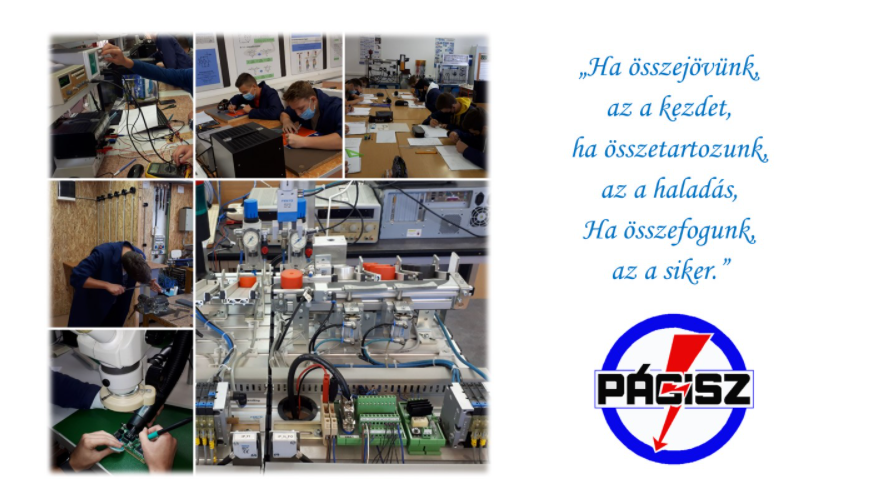 „Ha összejövünk,
az a kezdet,
ha összetartozunk,
az a haladás,
Ha összefogunk,
az a siker.”
PÁGISZ